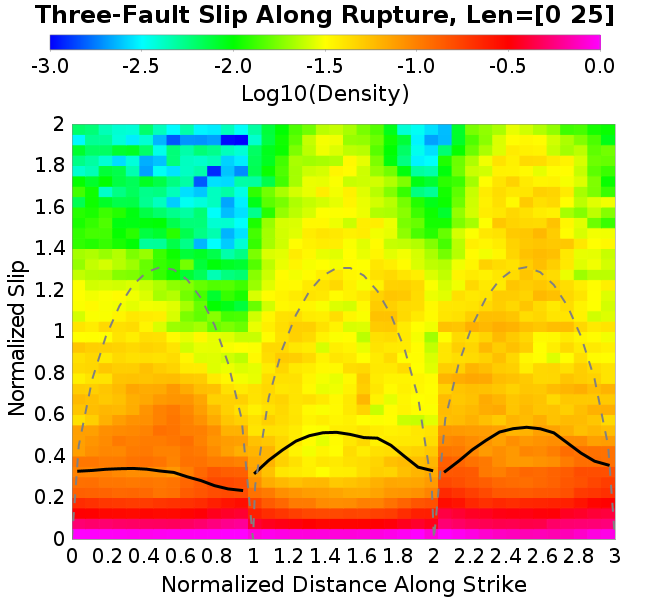 Three-Fault Slip Along Rupture, Len=[0 25]
-3.0 -2.5 -2.0 -1.5 -1.0 -0.5 0.0
Log10(Density)
2
1.8
1.6
1.4
1.2
1
0.8
0.6
0.4
0.2
0
Normalized Slip
0 0.2 0.4 0.6 0.8 1 1.2 1.4 1.6 1.8 2 2.2 2.4 2.6 2.8 3
Normalized Distance Along Strike